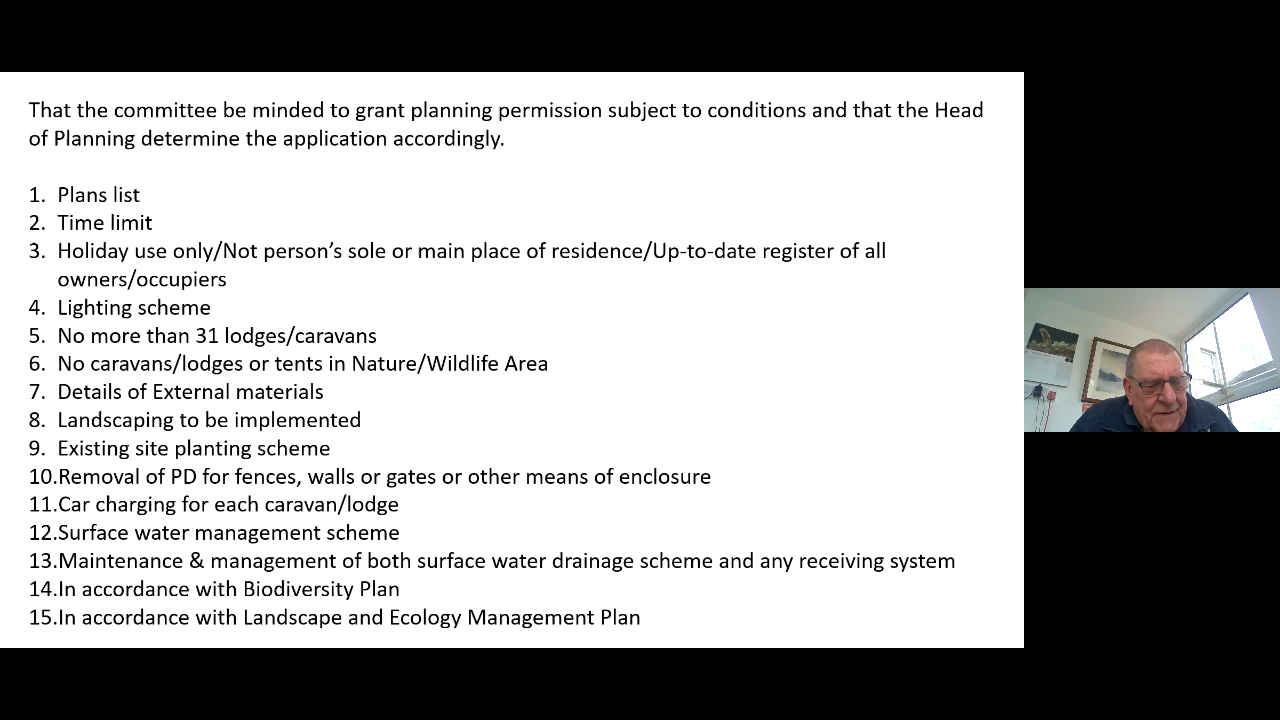 That the committee be minded to grant planning permission subject to conditions and that the Head
of Planning determine the application accordingly.
1. Plans list
2. Time limit
3. Holiday use only/Not person’s sole or main place of residence/Up-to-date register of all
owners/occupiers
4. Lighting scheme
5. No more than 31 lodges/caravans
6. No caravans/lodges or tents in Nature/Wildlife Area
7. Details of External materials
8. Landscaping to be implemented
9. Existing site planting scheme
10.Removal of PD for fences, walls or gates or other means of enclosure
11.Car charging for each caravan/lodge
12.Surface water management scheme
13.Maintenance & management of both surface water drainage scheme and any receiving system
14.In accordance with Biodiversity Plan
15.In accordance with Landscape and Ecology Management Plan